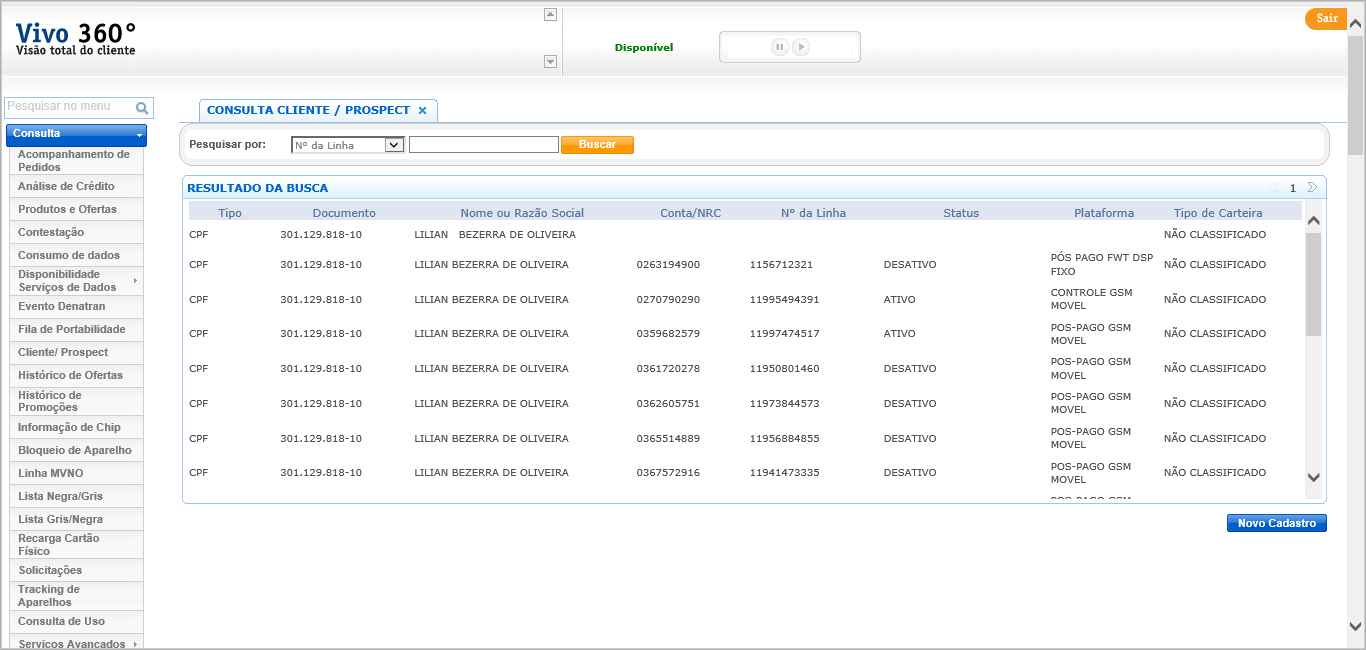 Vivo 360°
Visão total do cliente
Disponível
Sair
Pesquisar no menu
Consulta
Acompanhamento de
Pedidos
Análise de Crédito
Produtos e Ofertas
Contestação
Consumo de dados
Disponibilidade
Serviços de Dados
Evento Denatran
Fila de Portabilidade
Cliente/ Prospect
Histórico de Ofertas
Histórico de
Promoções
Informação de Chip
Bloqueio de Aparelho
Linha MVNO
Lista Negra/Gris
Lista Gris/Negra
Recarga Cartão
Físico
Solicitações
Tracking de
Aparelhos
Consulta de Uso
Serviços Avançados
CONSULTA CLIENTE / PROSPECT x
Pesquisar por: Nº da Linha Buscar
RESULTADO DA BUSCA 1
Tipo Documento Nome ou Razão Social Conta/NRC Nº da Linha Status Plataforma Tipo de Carteira
CPF 301.129.818-10 LILIAN BEZERRA DE OLIVEIRA NÃO CLASSIFICADO
CPF 301.129.818-10 LILIAN BEZERRA DE OLIVEIRA 0263194900 1156712321 DESATIVO PÓS PAGO FWT DSP FIXO NÃO CLASSIFICADO
CPF 301.129.818-10 LILIAN BEZERRA DE OLIVEIRA 0270790290 11995494391 ATIVO CONTROLE GSM MOVEL NÃO CLASSIFICADO
CPF 301.129.818-10 LILIAN BEZERRA DE OLIVEIRA 0359682579 11997474517 ATIVO POS-PAGO GSM MOVEL NÃO CLASSIFICADO
CPF 301.129.818-10 LILIAN BEZERRA DE OLIVEIRA 0361720278 11950801460 DESATIVO POS-PAGO GSM MOVEL NÃO CLASSIFICADO
CPF 301.129.818-10 LILIAN BEZERRA DE OLIVEIRA 0362605751 11973844573 DESATIVO POS-PAGO GSM MOVEL NÃO CLASSIFICADO
CPF 301.129.818-10 LILIAN BEZERRA DE OLIVEIRA 0365514889 11956884855 DESATIVO POS-PAGO GSM MOVEL NÃO CLASSIFICADO
CPF 301.129.818-10 LILIAN BEZERRA DE OLIVEIRA 0367572916 11941473335 DESATIVO POS-PAGO GSM MOVEL NÃO CLASSIFICADO
Novo Cadastro